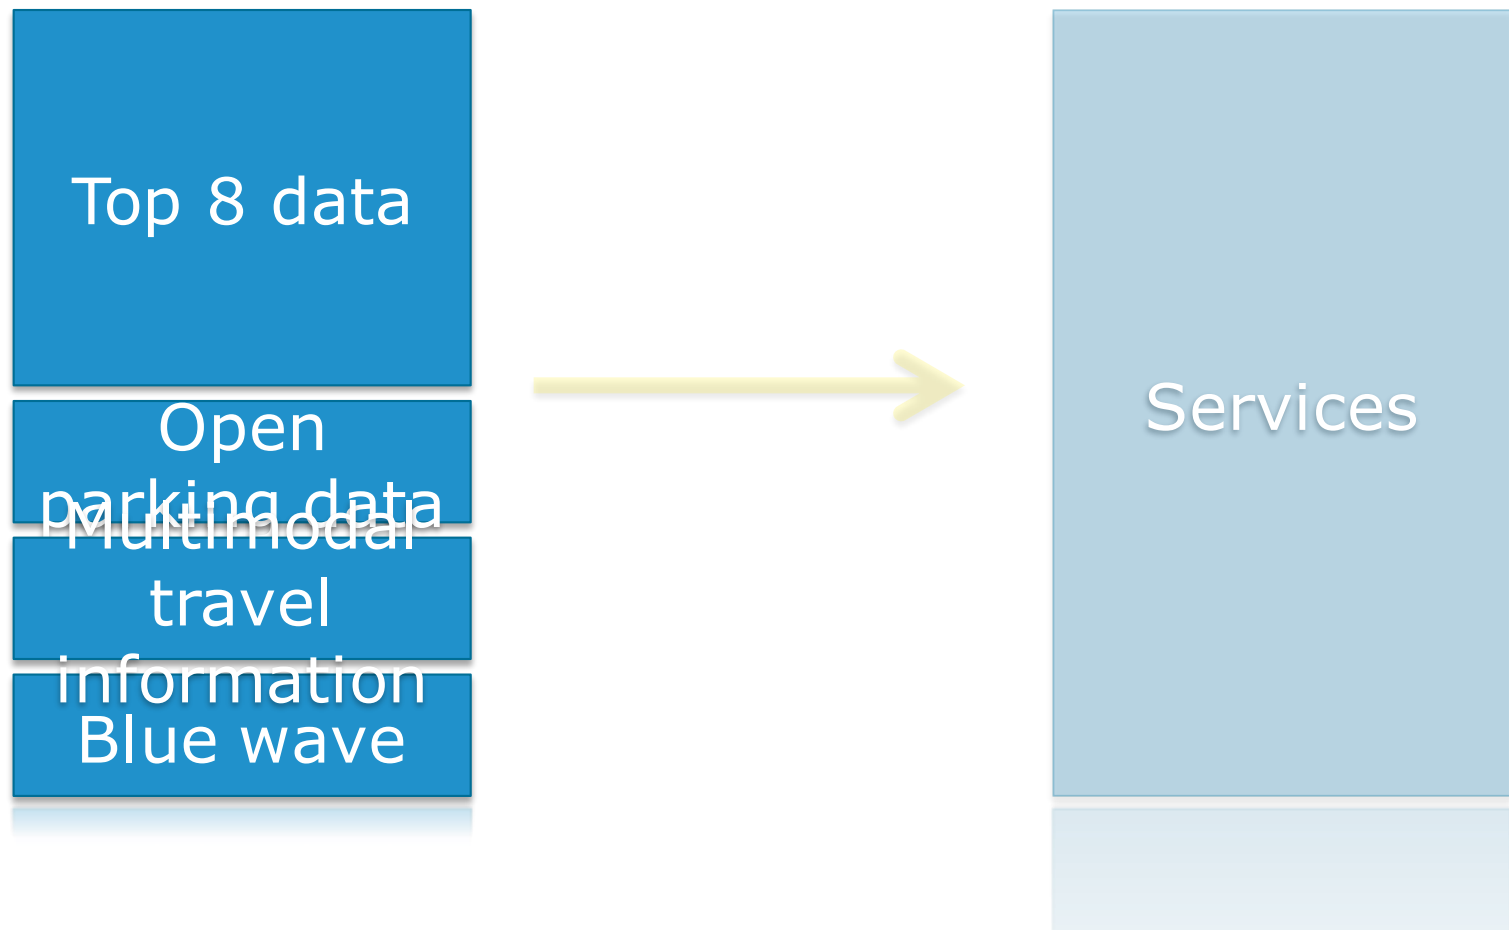 Top 8 data
Open
parking data
Multimodal
travel
information
Blue wave
Services